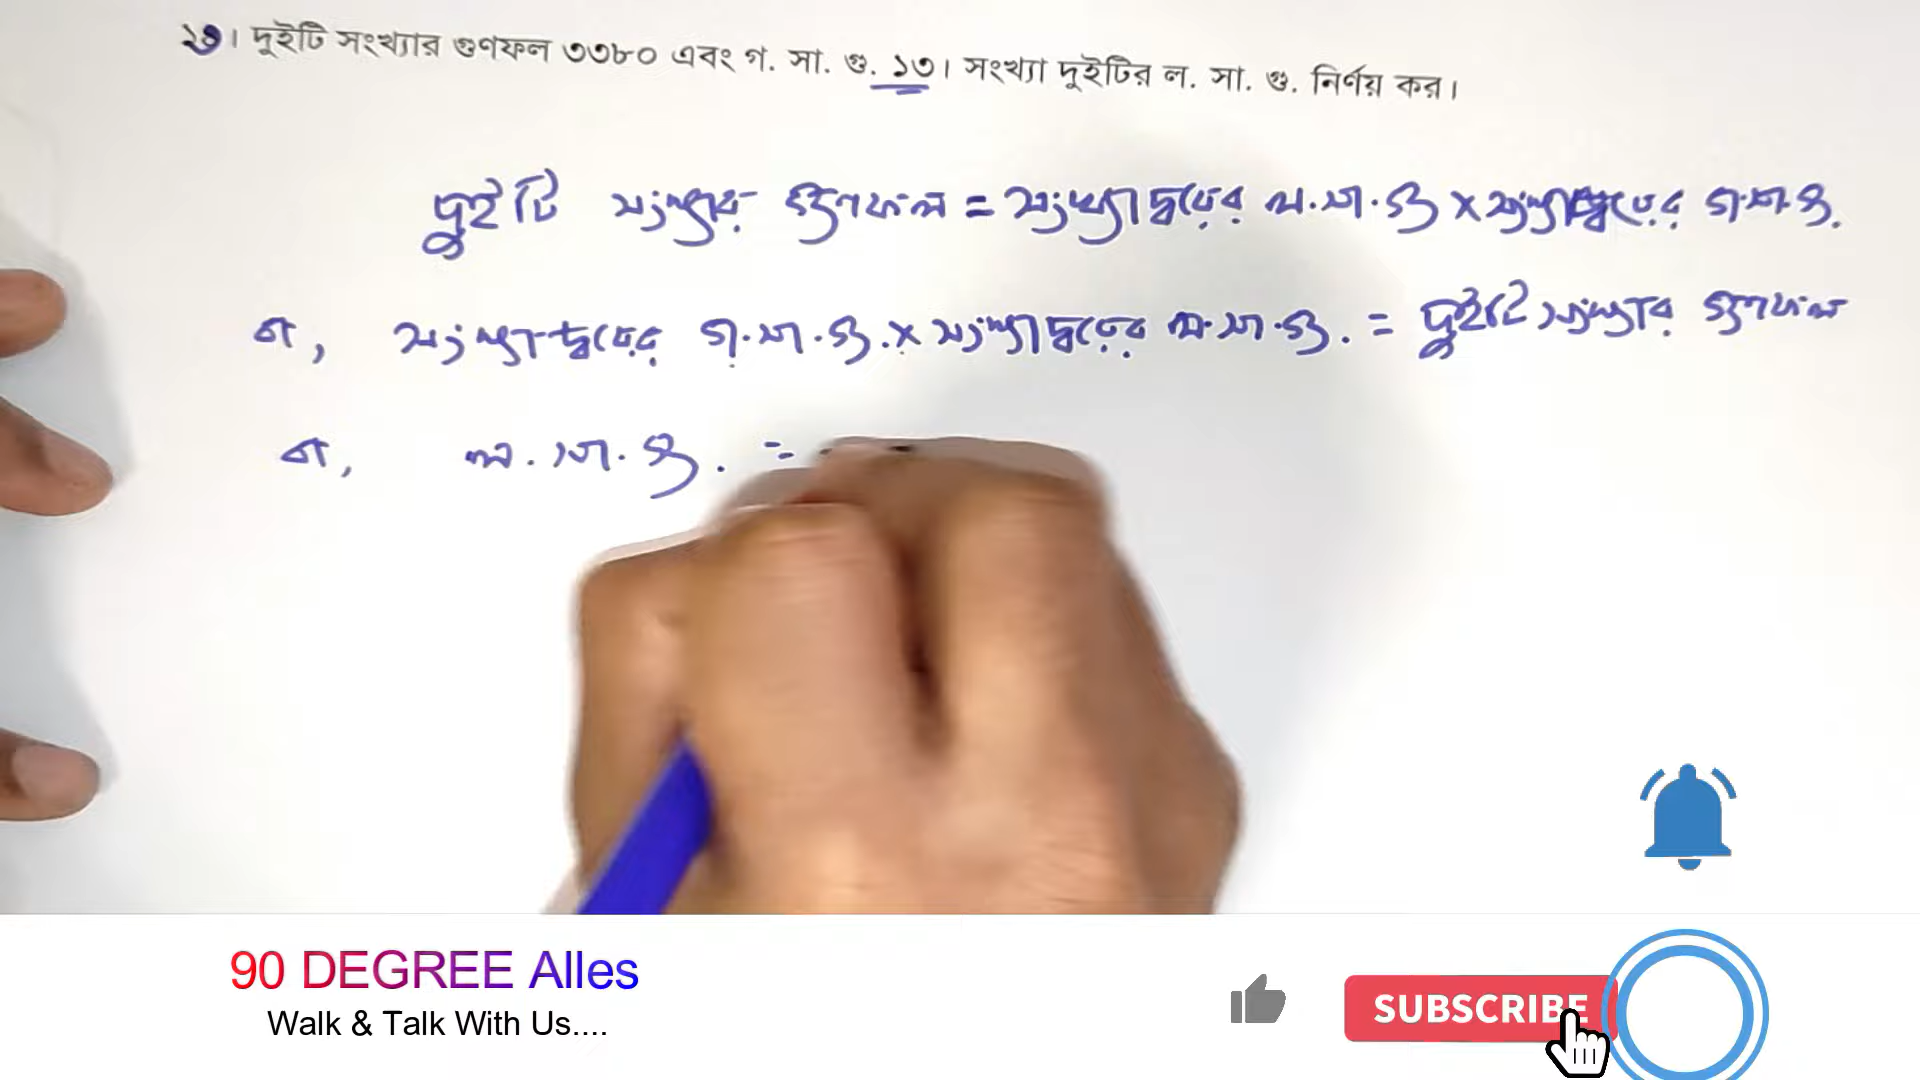 ১৩। দুইটি সংখ্যার গুণফল ৩৩৮০ এবং গ. সা. গু. ১৩। সংখ্যা দুইটির ল. সা. গু. নির্ণয় কর।
দুইটি সংখ্যার গুণফল = সংখ্যাদ্বয়ের ল.সা.গু × সংখ্যাদ্বয়ের গ.সা.গু.
বা, সংখ্যাদ্বয়ের গ.সা.গু. × সংখ্যাদ্বয়ের ল.সা.গু. = দুইটি সংখ্যার গুণফল
বা, ল.সা.গু. =
90 DEGREE Alles
Walk & Talk With Us....
SUBSCRIBE